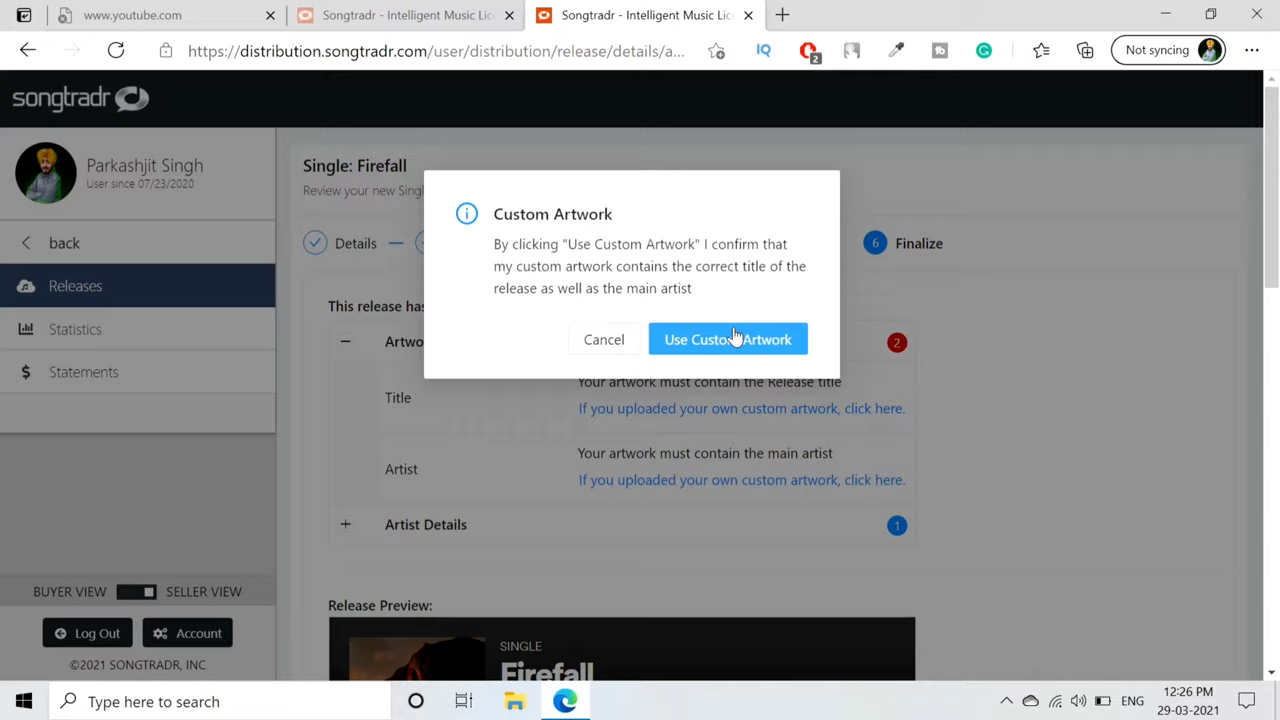 www.youtube.com
Songtradr - Intelligent Music Lic
Songtradr - Intelligent Music Lic
https://distribution.songtradr.com/user/distribution/release/details/a...
IQ
2
Not syncing
songtradr
Parkashjit Singh
User since 07/23/2020
back
Releases
Statistics
Statements
BUYER VIEW
SELLER VIEW
Log Out
Account
©2021 SONGTRADR, INC
Single: Firefall
Review your new Sing
Details
6
Finalize
This release has
Artwo
2
Title
Your artwork must contain the Release title
If you uploaded your own custom artwork, click here.
Artist
Your artwork must contain the main artist
If you uploaded your own custom artwork, click here.
Artist Details
1
Release Preview:
SINGLE
Firefall
Custom Artwork
By clicking "Use Custom Artwork" I confirm that
my custom artwork contains the correct title of the
release as well as the main artist
Cancel
Use Custom Artwork
Type here to search
ENG
12:26 PM
29-03-2021